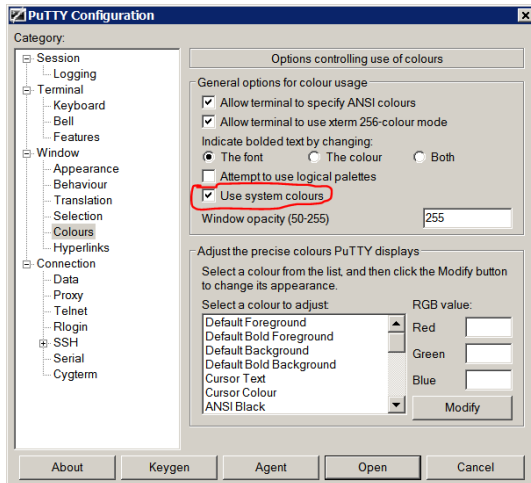 PuTTY Configuration
Category:
Session
Logging
Terminal
Keyboard
Bell
Features
Window
Appearance
Behaviour
Translation
Selection
Colours
Hyperlinks
Connection
Data
Proxy
Telnet
Rlogin
SSH
Serial
Cygterm
Options controlling use of colours
General options for colour usage
Allow terminal to specify ANSI colours
Allow terminal to use xterm 256-colour mode
Indicate bolded text by changing:
The font The colour Both
Attempt to use logical palettes
Use system colours
Window opacity (50-255) 255
Adjust the precise colours PuTTY displays
Select a colour from the list, and then click the Modify button
to change its appearance.
Select a colour to adjust: RGB value:
Default Foreground
Default Bold Foreground
Default Background
Default Bold Background
Cursor Text
Cursor Colour
ANSI Black
Red
Green
Blue
Modify
About Keygen Agent Open Cancel